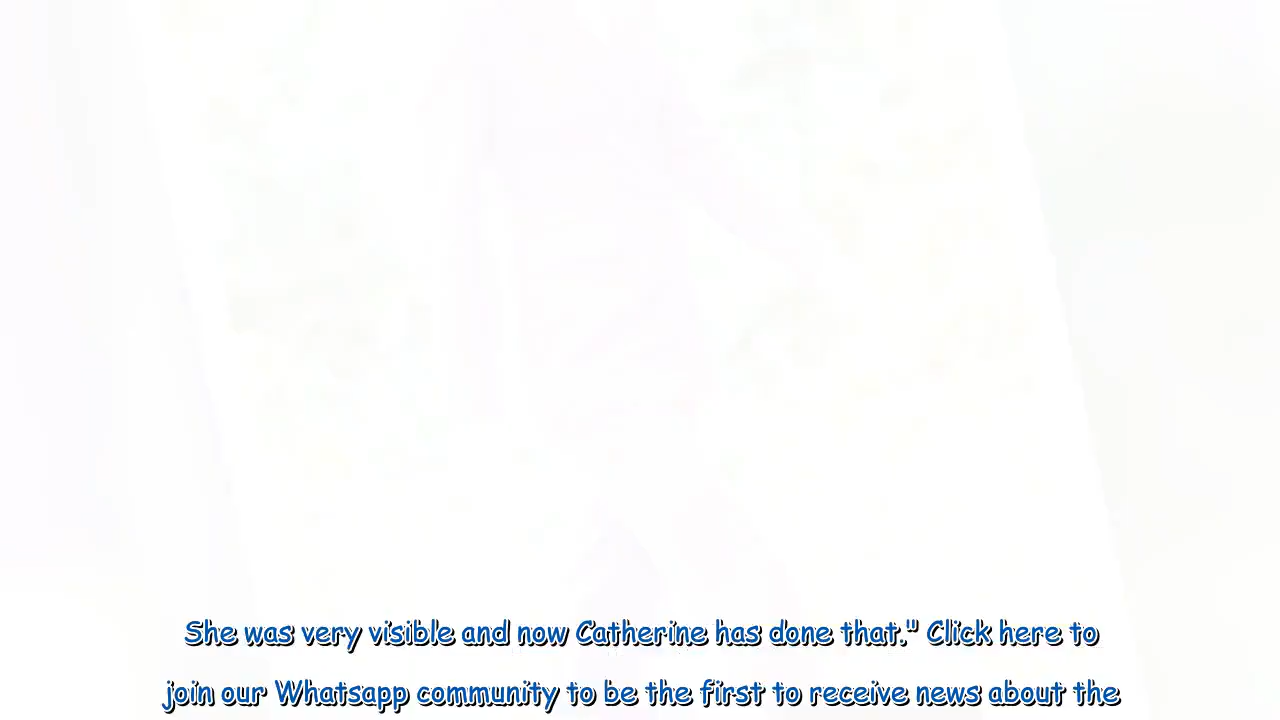 She was very visible and now Catherine has done that." Click here to
join our Whatsapp community to be the first to receive news about the